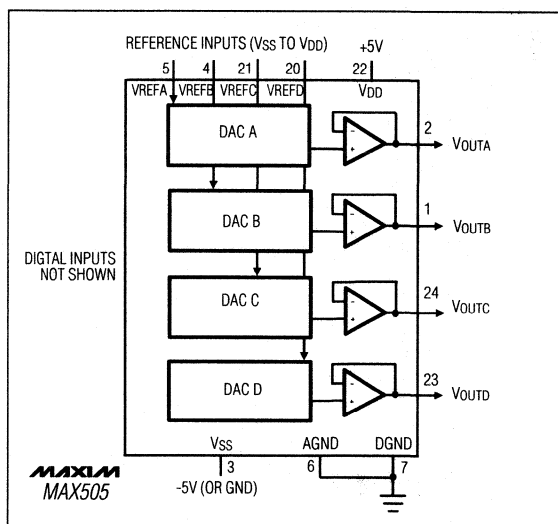 REFERENCE INPUTS (VSS TO VDD) +5V
5 4 21 20 22
VREFA VREFB VREFC VREFD VDD
DAC A
- + 2 VOUTA
DAC B
- + 1 VOUTB
DIGTAL INPUTS
NOT SHOWN
DAC C
- + 24 VOUTC
DAC D
- + 23 VOUTD
VSS AGND DGND
3 6 7
-5V (OR GND)
MAXIM
MAX505